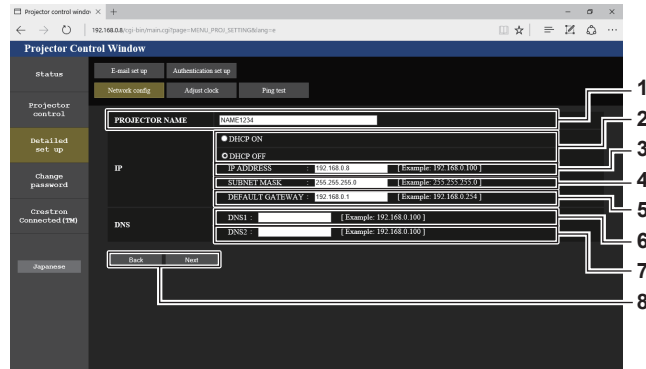 Projector control window
192.168.0.8/cgi-bin/main.cgi?page=MENU_PROJ_SETTING&lang=e
Projector Control Window
Status
Projector control
Detailed set up
Change password
Crestron Connected(TM)
Japanese
E-mail set up Authentication set up
Network config Adjust clock Ping test
PROJECTOR NAME NAME1234
IP
DHCP ON
DHCP OFF
IP ADDRESS : 192.168.0.8 [ Example: 192.168.0.100 ]
SUBNET MASK : 255.255.255.0 [ Example: 255.255.255.0 ]
DEFAULT GATEWAY : 192.168.0.1 [ Example: 192.168.0.254 ]
DNS
DNS1 : [ Example: 192.168.0.100 ]
DNS2 : [ Example: 192.168.0.100 ]
Back Next
1
2
3
4
5
6
7
8